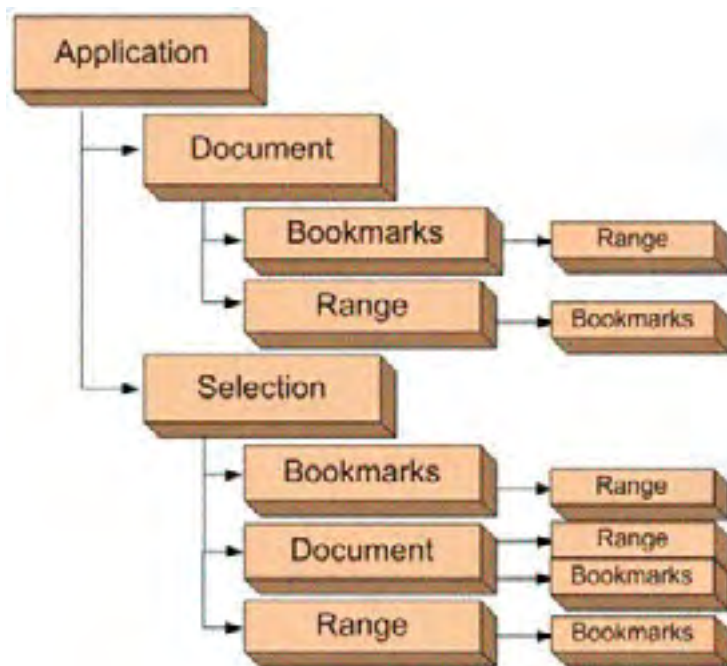 Application
Document
Bookmarks
Range
Range
Bookmarks
Selection
Bookmarks
Range
Document
Range
Bookmarks
Range
Bookmarks